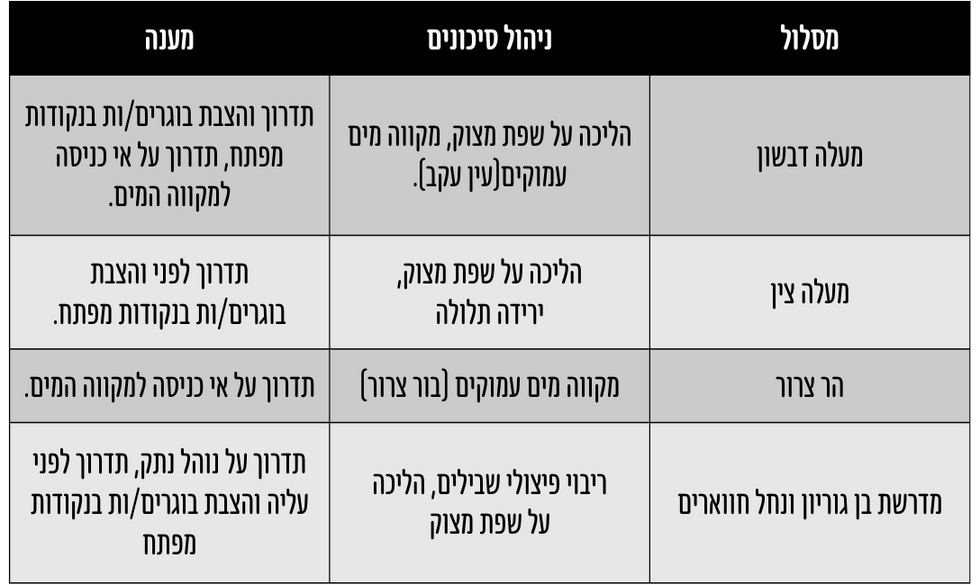 מסלול
ניהול סיכונים
מענה
מעלה דבשון
הליכה על שפת מצוק, מקווה מים
עמוקים(עין עקב).
תדרוך והצבת בוגרים/ות בנקודות
מפתח, תדרוך על אי כניסה
למקווה המים.
מעלה צין
הליכה על שפת מצוק,
ירידה תלולה
תדרוך לפני והצבת
בוגרים/ות בנקודות מפתח.
הר צרור
מקווה מים עמוקים (בור צרור)
תדרוך על אי כניסה למקווה המים.
מדרשת בן גוריון ונחל חווארים
ריבוי פיצולי שבילים, הליכה
על שפת מצוק
תדרוך על נוהל נתק, תדרוך לפני
עליה והצבת בוגרים/ות בנקודות
מפתח